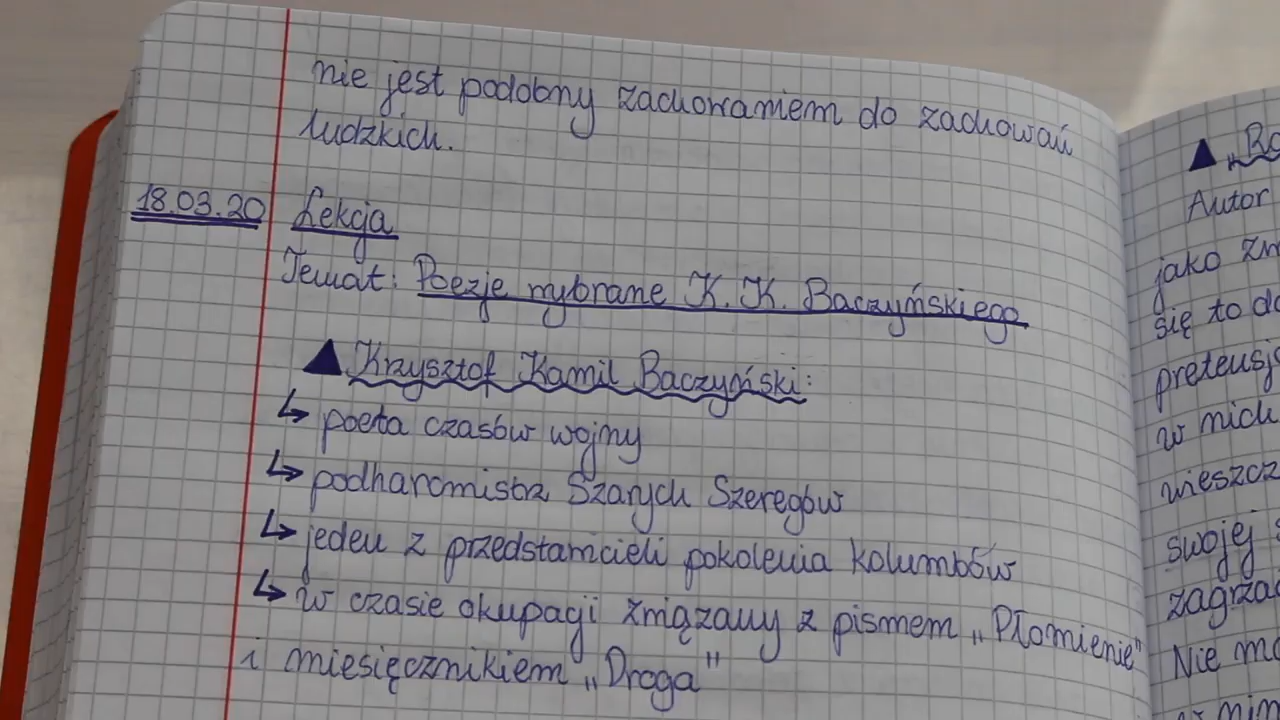 nie jest podobny zachowaniem do zachowań
ludzkich.
18.03.20 Lekcja
Temat: Poezje wybrane K. K. Baczyńskiego
▲ Krzysztof Kamil Baczyński:
↳ poeta czasów wojny
↳ podharcmistrz Szarych Szeregów
↳ jeden z przedstawicieli pokolenia kolumbów
↳ w czasie okupacji związany z pismem „Płomienie"
i miesięcznikiem „Droga"
▲ „
Autor
jako
się to
w nich
swojej
Nie